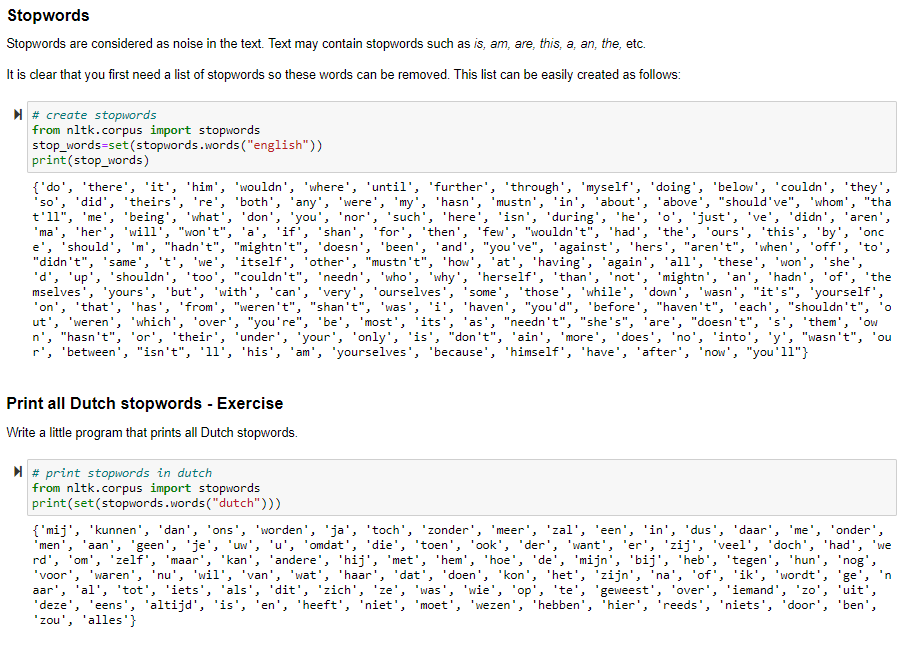 Stopwords
Stopwords are considered as noise in the text. Text may contain stopwords such as is, am, are, this, a, an, the, etc.
It is clear that you first need a list of stopwords so these words can be removed. This list can be easily created as follows:
# create stopwords
from nltk.corpus import stopwords
stop_words=set(stopwords.words("english"))
print(stop_words)
{'do', 'there', 'it', 'him', 'wouldn', 'where', 'until', 'further', 'through', 'myself', 'doing', 'below', 'couldn', 'they',
'so', 'did', 'theirs', 're', 'both', 'any', 'were', 'my', 'hasn', 'mustn', 'in', 'about', 'above', "should've", 'whom', "tha
t'll", 'me', 'being', 'what', 'don', 'you', 'nor', 'such', 'here', 'isn', 'during', 'he', 'o', 'just', 've', 'didn', 'aren',
'ma', 'her', 'will', "won't", 'a', 'if', 'shan', 'for', 'then', 'few', "wouldn't", 'had', 'the', 'ours', 'this', 'by', 'onc
e', 'should', 'm', "hadn't", "mightn't", 'doesn', 'been', 'and', "you've", 'against', 'hers', "aren't", 'when', 'off', 'to',
"didn't", 'same', 't', 'we', 'itself', 'other', "mustn't", 'how', 'at', 'having', 'again', 'all', 'these', 'won', 'she',
'd', 'up', 'shouldn', 'too', "couldn't", 'needn', 'who', 'why', 'herself', 'than', 'not', 'mightn', 'an', 'hadn', 'of', 'the
mselves', 'yours', 'but', 'with', 'can', 'very', 'ourselves', 'some', 'those', 'while', 'down', 'wasn', "it's", 'yourself',
'on', 'that', 'has', 'from', "weren't", "shan't", 'was', 'i', 'haven', "you'd", 'before', "haven't", 'each', "shouldn't", 'o
ut', 'weren', 'which', 'over', "you're", 'be', 'most', 'its', 'as', "needn't", "she's", 'are', "doesn't", 's', 'them', 'ow
n', "hasn't", 'or', 'their', 'under', 'your', 'only', 'is', "don't", 'ain', 'more', 'does', 'no', 'into', 'y', "wasn't", 'ou
r', 'between', "isn't", 'll', 'his', 'am', 'yourselves', 'because', 'himself', 'have', 'after', 'now', "you'll"}
Print all Dutch stopwords - Exercise
Write a little program that prints all Dutch stopwords.
# print stopwords in dutch
from nltk.corpus import stopwords
print(set(stopwords.words("dutch")))
{'mij', 'kunnen', 'dan', 'ons', 'worden', 'ja', 'toch', 'zonder', 'meer', 'zal', 'een', 'in', 'dus', 'daar', 'me', 'onder',
'men', 'aan', 'geen', 'je', 'uw', 'u', 'omdat', 'die', 'toen', 'ook', 'der', 'want', 'er', 'zij', 'veel', 'doch', 'had', 'we
rd', 'om', 'zelf', 'maar', 'kan', 'andere', 'hij', 'met', 'hem', 'hoe', 'de', 'mijn', 'bij', 'heb', 'tegen', 'hun', 'nog',
'voor', 'waren', 'nu', 'wil', 'van', 'wat', 'haar', 'dat', 'doen', 'kon', 'het', 'zijn', 'na', 'of', 'ik', 'wordt', 'ge', 'n
aar', 'al', 'tot', 'iets', 'als', 'dit', 'zich', 'ze', 'was', 'wie', 'op', 'te', 'geweest', 'over', 'iemand', 'zo', 'uit',
'deze', 'eens', 'altijd', 'is', 'en', 'heeft', 'niet', 'moet', 'wezen', 'hebben', 'hier', 'reeds', 'niets', 'door', 'ben',
'zou', 'alles'}